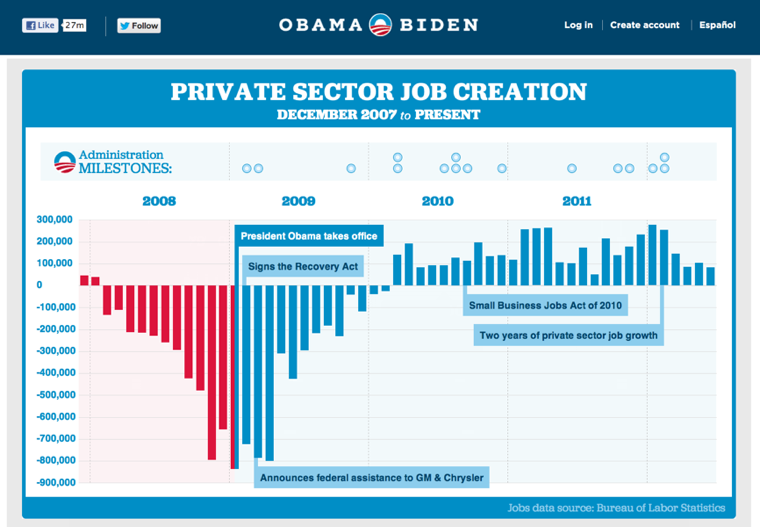 Like 27m Follow
OBAMA BIDEN
Log in Create account Español
PRIVATE SECTOR JOB CREATION
DECEMBER 2007 to PRESENT
Administration
MILESTONES:
2008 2009 2010 2011
300,000
200,000
100,000
0
-100,000
-200,000
-300,000
-400,000
-500,000
-600,000
-700,000
-800,000
-900,000
President Obama takes office
Signs the Recovery Act
Small Business Jobs Act of 2010
Two years of private sector job growth
Announces federal assistance to GM & Chrysler
Jobs data source: Bureau of Labor Statistics